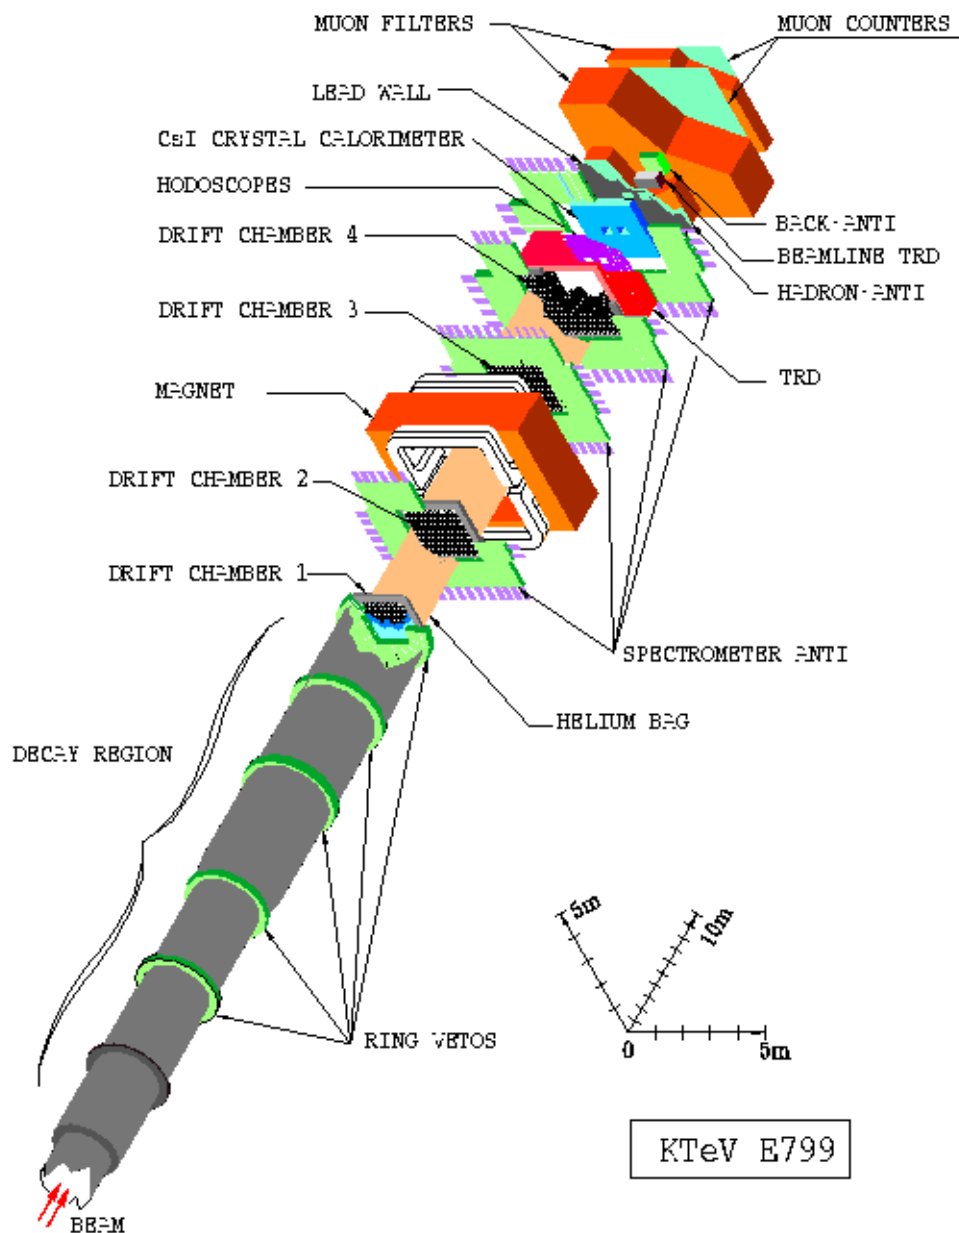 MUON FILTERS
MUON COUNTERS
LEAD WALL
CsI CRYSTAL CALORIMETER
HODOSCOPES
DRIFT CHAMBER 4
BACK-ANTI
BEAMLINE TRD
HADRON-ANTI
DRIFT CHAMBER 3
TRD
MAGNET
DRIFT CHAMBER 2
DRIFT CHAMBER 1
SPECTROMETER ANTI
HELIUM BAG
DECAY REGION
5m
10m
RING VETOS
0
5m
KTeV E799
BEAM